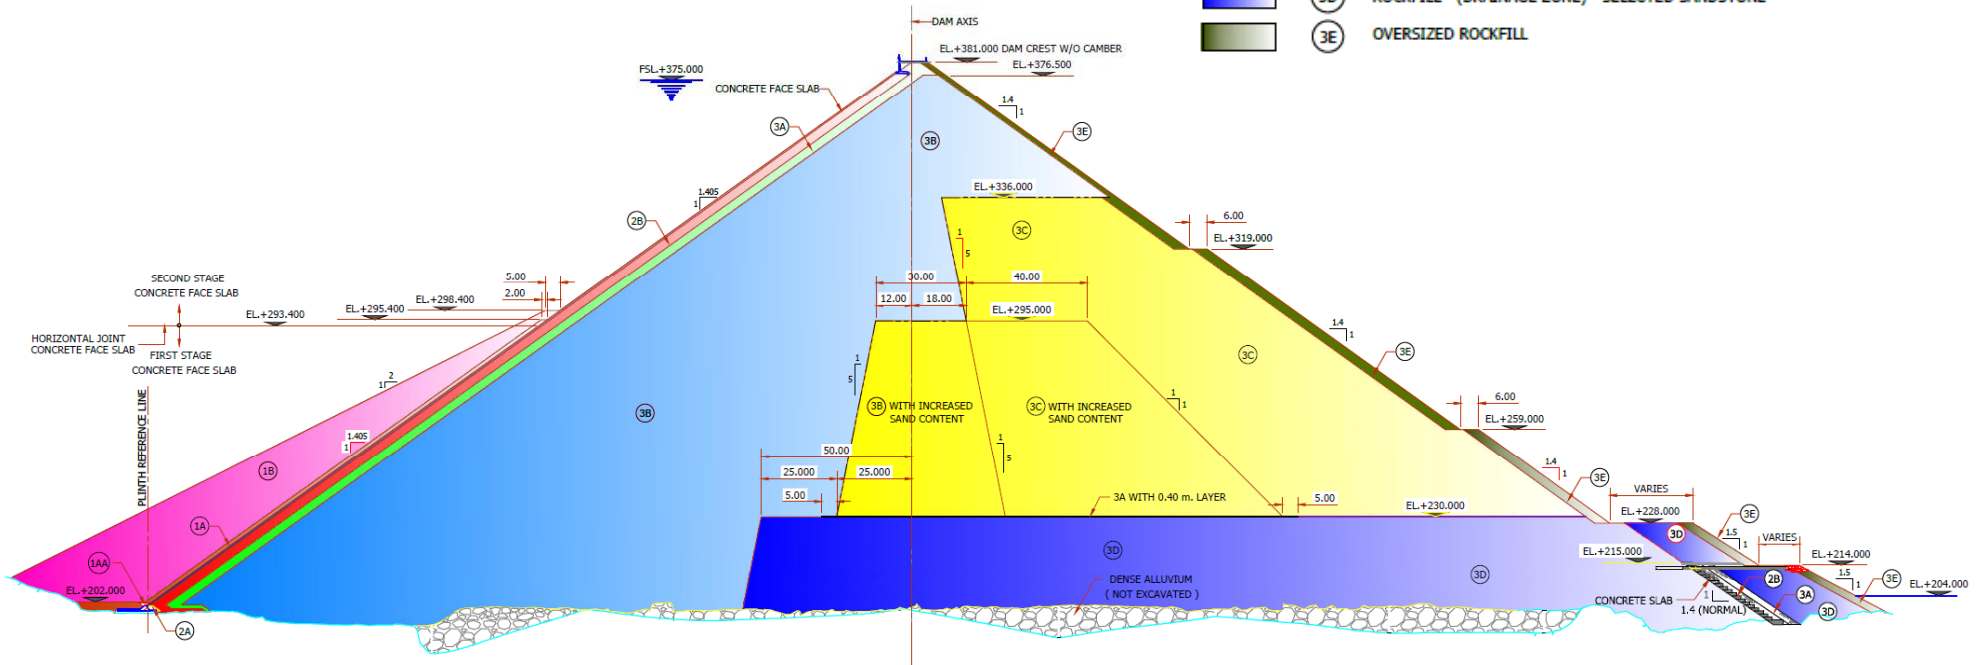 3D ROCKFILL (DRAINAGE ZONE) - SELECTED SANDSTONE
3E OVERSIZED ROCKFILL
DAM AXIS
EL.+381.000 DAM CREST W/O CAMBER
FSL.+375.000
EL.+376.500
CONCRETE FACE SLAB
1.4
1
3A
3E
3B
EL.+336.000
1.405
1
2B
3C
6.00
1
5
EL.+319.000
SECOND STAGE
CONCRETE FACE SLAB
5.00
30.00
40.00
2.00
12.00
18.00
EL.+298.400
EL.+295.400
EL.+293.400
EL.+295.000
HORIZONTAL JOINT
CONCRETE FACE SLAB
FIRST STAGE
CONCRETE FACE SLAB
1.4
1
3C
3E
1
5
2
1
1
1
PLINTH REFERENCE LINE
3B
3B WITH INCREASED
SAND CONTENT
3C WITH INCREASED
SAND CONTENT
6.00
EL.+259.000
1.405
1
1
5
50.00
25.000
25.000
1B
1.4
1
3E
5.00
3A WITH 0.40 m. LAYER
5.00
VARIES
EL.+230.000
EL.+228.000
3E
1A
3D
1.5
1
VARIES
3D
EL.+215.000
EL.+214.000
1AA
3D
DENSE ALLUVIUM
( NOT EXCAVATED )
2B
1.5
1
3E
EL.+204.000
EL.+202.000
CONCRETE SLAB
1
1.4 (NORMAL)
3A
3D
2A